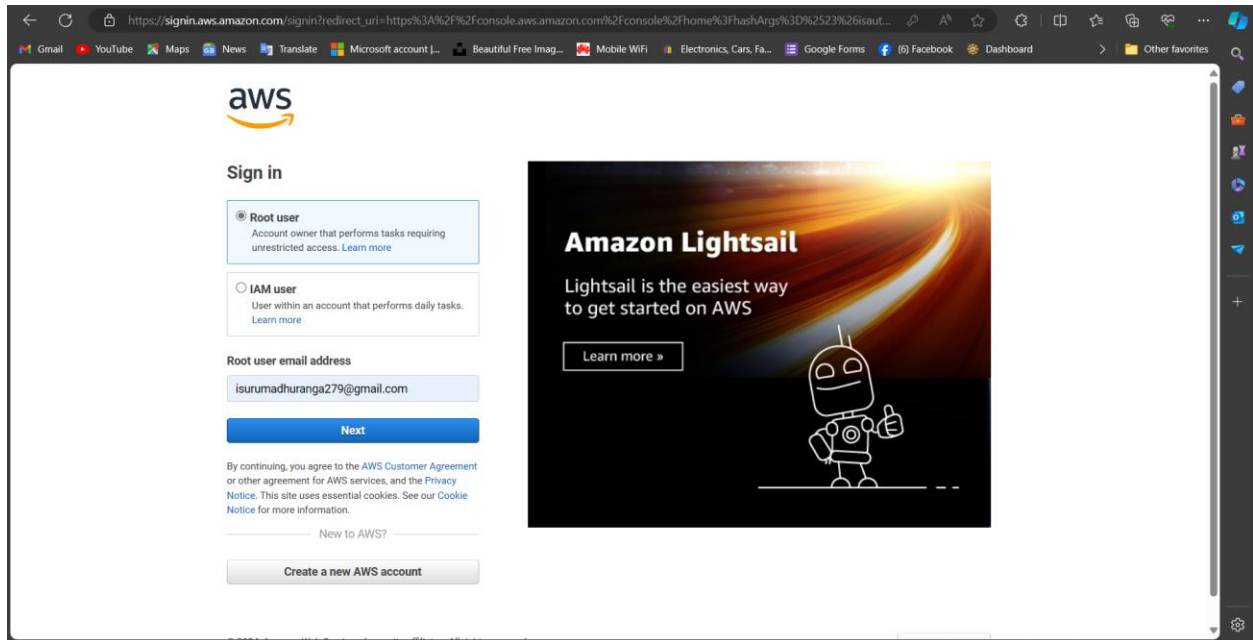 https://signin.aws.amazon.com/signin?redirect_uri=https%3A%2F%2Fconsole.aws.amazon.com%2Fconsole%2Fhome%3FhashArgs%3D%2523%26isaut...
Gmail YouTube Maps News Translate Microsoft account |... Beautiful Free Imag... Mobile WiFi Electronics, Cars, Fa... Google Forms (6) Facebook Dashboard Other favorites
aws
Sign in
Root user
Account owner that performs tasks requiring
unrestricted access. Learn more
IAM user
User within an account that performs daily tasks.
Learn more
Root user email address
isurumadhuranga279@gmail.com
Next
By continuing, you agree to the AWS Customer Agreement
or other agreement for AWS services, and the Privacy
Notice. This site uses essential cookies. See our Cookie
Notice for more information.
New to AWS?
Create a new AWS account
Amazon Lightsail
Lightsail is the easiest way
to get started on AWS
Learn more »